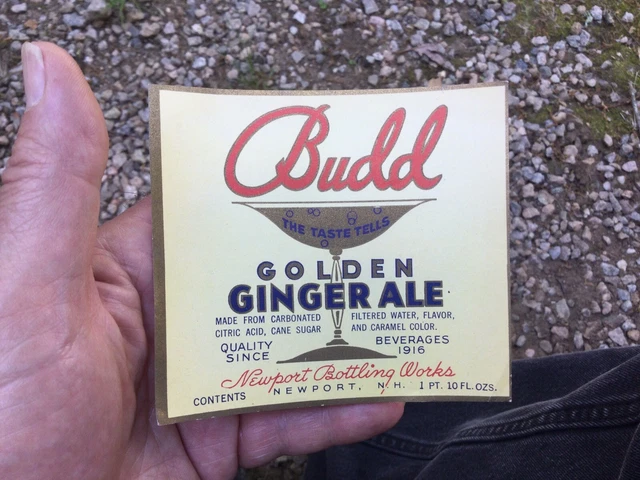 Budd
THE TASTE TELLS
GOLDEN
GINGER ALE
MADE FROM CARBONATED FILTERED WATER, FLAVOR,
CITRIC ACID, CANE SUGAR AND CARAMEL COLOR.
QUALITY BEVERAGES
SINCE 1916
Newport Bottling Works
CONTENTS NEWPORT, N.H. 1 PT. 10 FL. OZS.